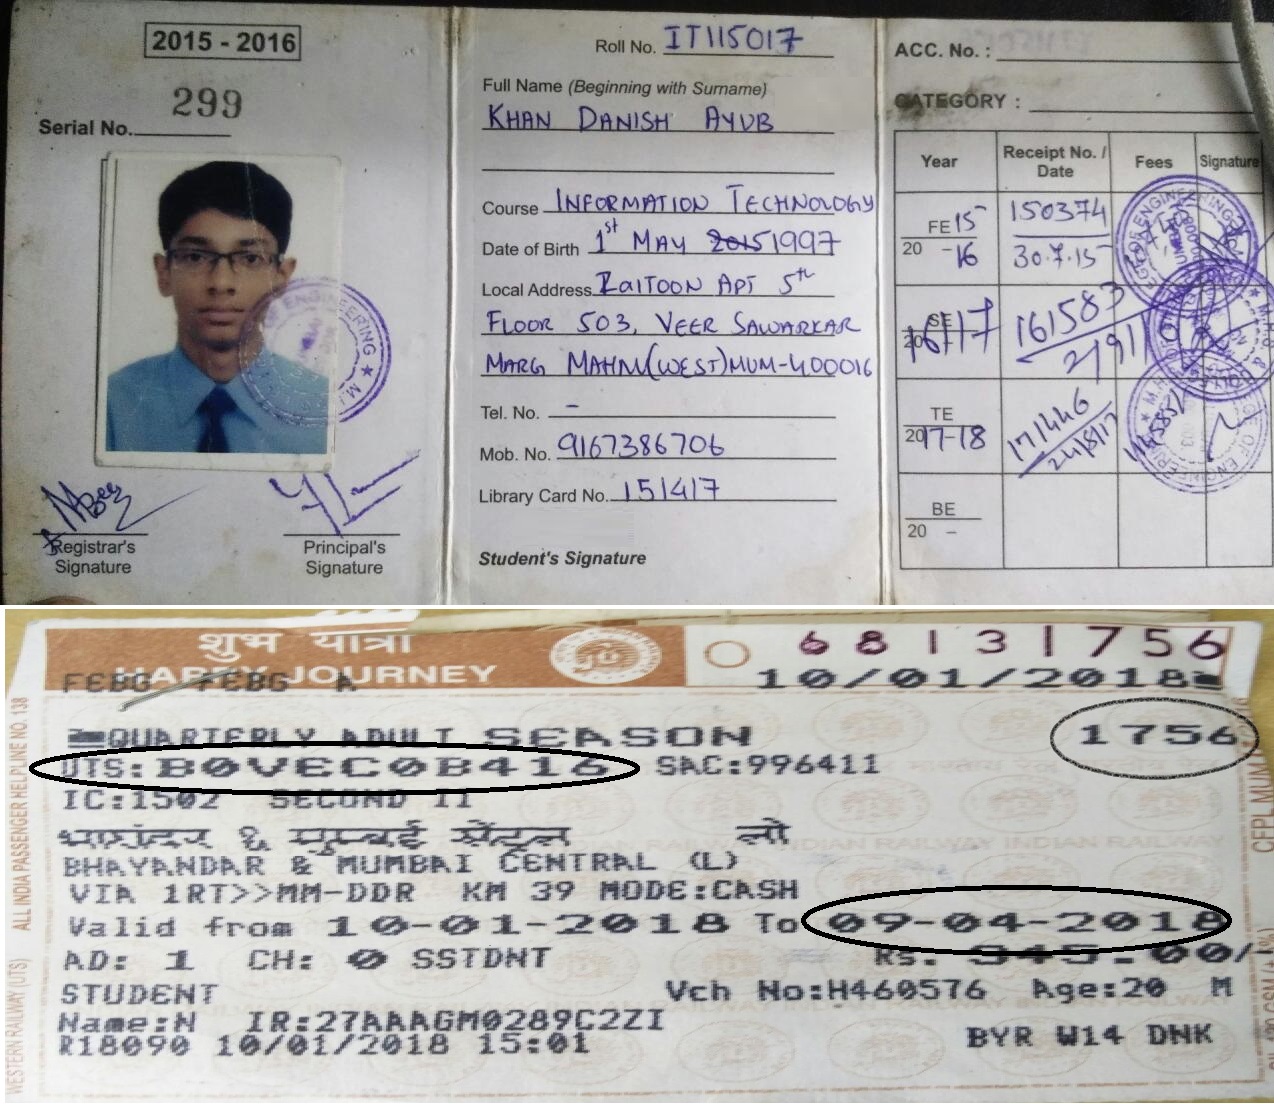 2015 - 2016
299
Serial No.
Registrar's
Signature
Principal's
Signature
Roll No. IT115017
Full Name (Beginning with Surname)
KHAN DANISH AYUB
Course INFORMATION TECHNOLOGY
Date of Birth 1st MAY 2015 1997
Local Address ZAITOON APT 5th
FLOOR 503, VEER SAWARKAR
MARG MAHIM(WEST)MUM-400016
Tel. No. -
Mob. No. 9167386706
Library Card No. 151417
Student's Signature
ACC. No. :
CATEGORY :
Year Receipt No. / Date Fees Signature
FE 20 15 -16 150374 30.7.15
SE 20 16 17 161583
TE 2017-18 171446 24/8/17
BE 20 -
शुभ यात्रा
HAPPY JOURNEY
68131756
FEBG FEBG A 10/01/2018
QUARTERLY ADULT SEASON 1756
UTS:B0VEC0B416 SAC:996411
IC:1502 SECOND II
भायंदर & मुम्बई सेंट्रल लो
BHAYANDAR & MUMBAI CENTRAL (L)
VIA 1RT>>MM-DDR KM 39 MODE:CASH
Valid from 10-01-2018 To 09-04-2018
AD: 1 CH: 0 SSTDNT Rs. 345.00/
STUDENT Vch No:H460576 Age:20 M
Name:N IR:27AAAGM0289C2ZI
R18090 10/01/2018 15:01 BYR W14 DNK
ALL INDIA PASSENGER HELPLINE NO. 138
WESTERN RAILWAY (UTS)